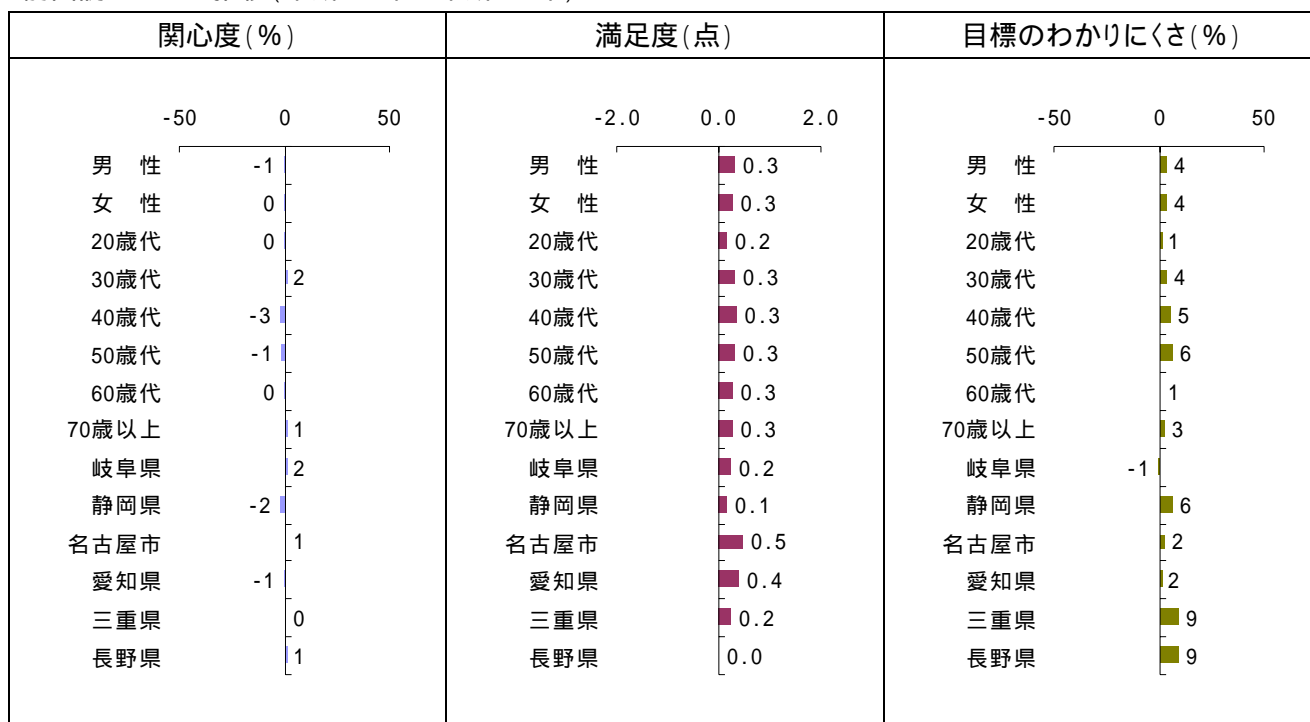 関心度(%)
満足度(点)
目標のわかりにくさ(%)
-50 0 50
-2.0 0.0 2.0
-50 0 50
男 性 -1
女 性 0
20歳代 0
30歳代 2
40歳代 -3
50歳代 -1
60歳代 0
70歳以上 1
岐阜県 2
静岡県 -2
名古屋市 1
愛知県 -1
三重県 0
長野県 1
男 性 0.3
女 性 0.3
20歳代 0.2
30歳代 0.3
40歳代 0.3
50歳代 0.3
60歳代 0.3
70歳以上 0.3
岐阜県 0.2
静岡県 0.1
名古屋市 0.5
愛知県 0.4
三重県 0.2
長野県 0.0
男 性 4
女 性 4
20歳代 1
30歳代 4
40歳代 5
50歳代 6
60歳代 1
70歳以上 3
岐阜県 -1
静岡県 6
名古屋市 2
愛知県 2
三重県 9
長野県 9